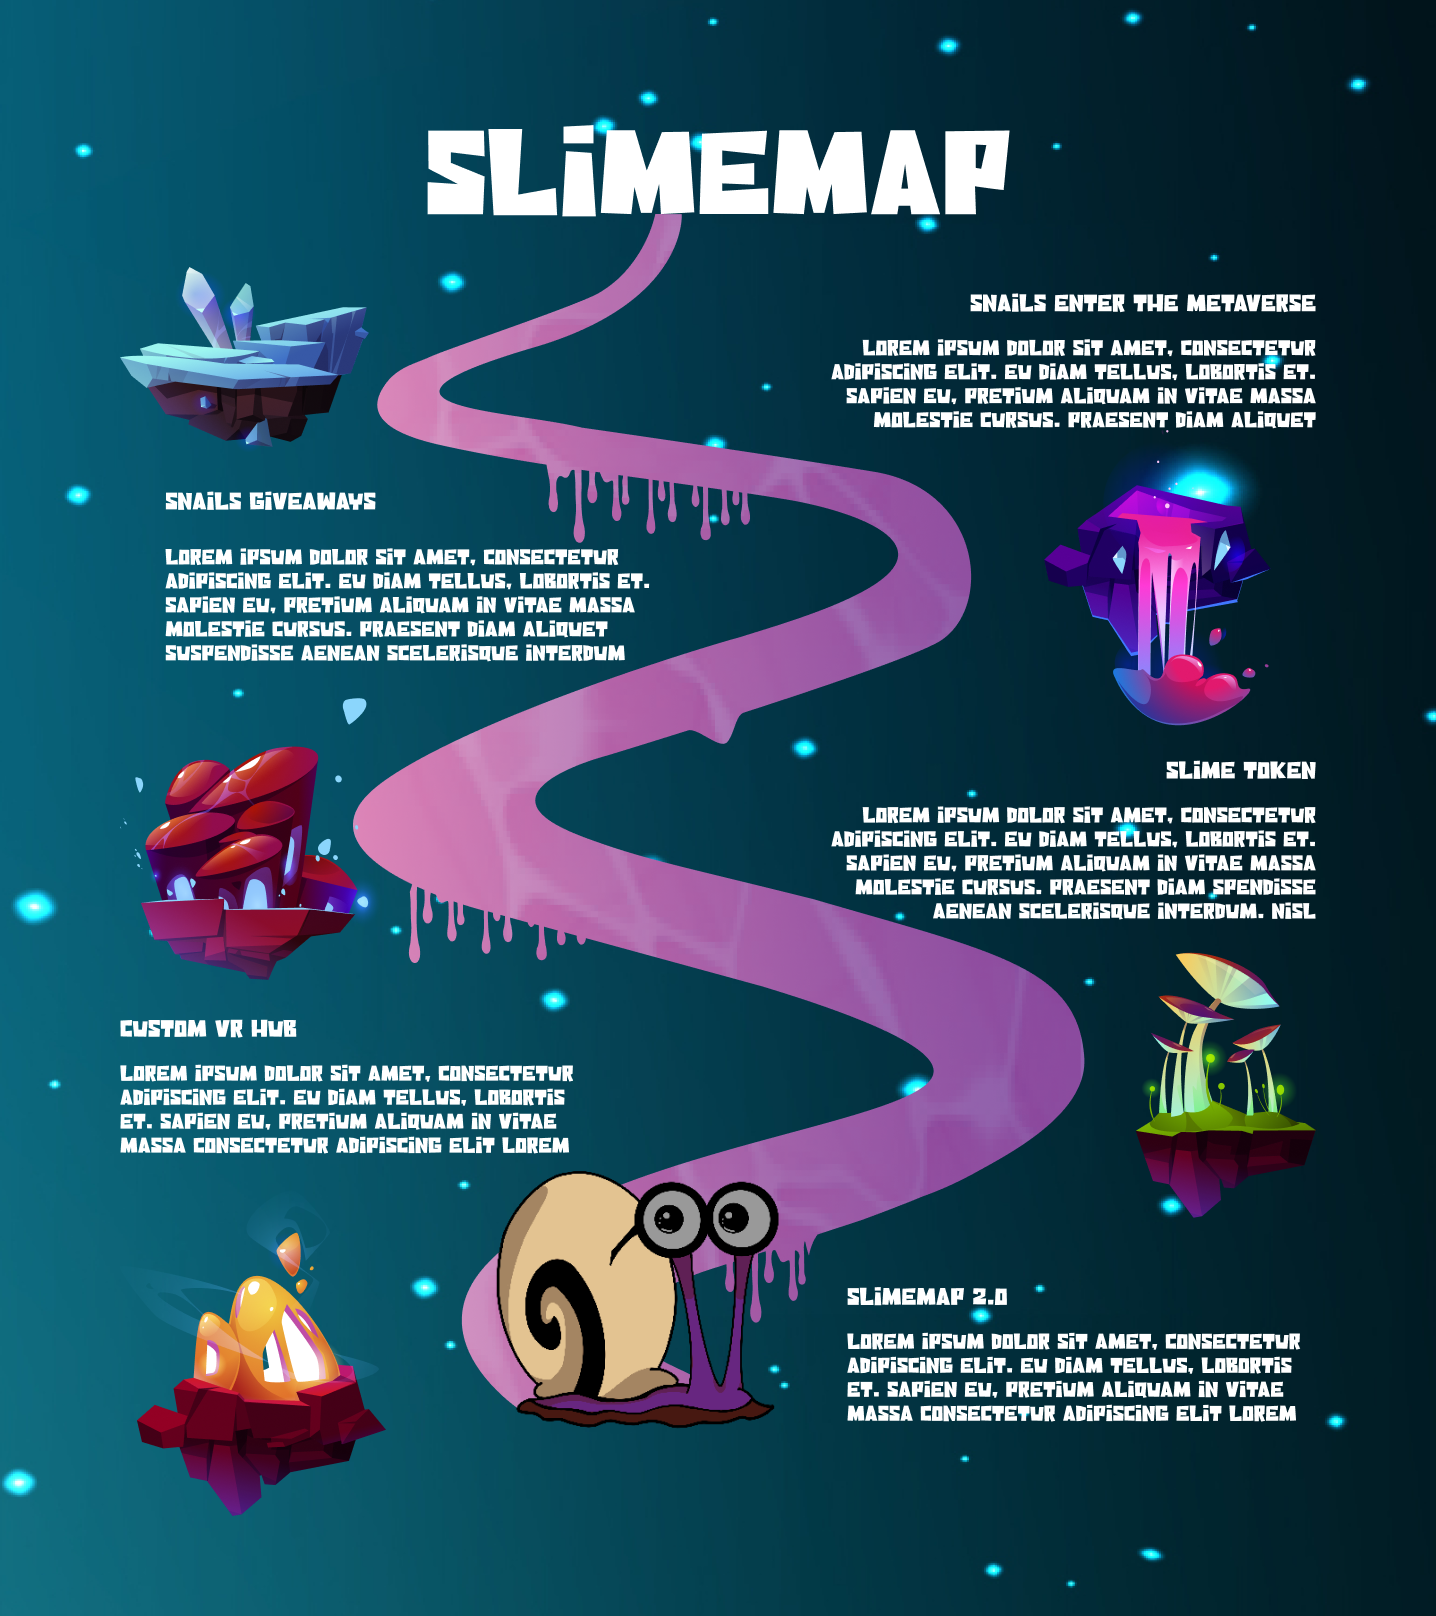 SLIMEMAP
SNAILS ENTER THE METAVERSE
LOREM IPSUM DOLOR SIT AMET, CONSECTETUR
ADIPISCING ELIT. EU DIAM TELLUS, LOBORTIS ET.
SAPIEN EU, PRETIUM ALIQUAM IN VITAE MASSA
MOLESTIE CURSUS. PRAESENT DIAM ALIQUET
SNAILS GIVEAWAYS
LOREM IPSUM DOLOR SIT AMET, CONSECTETUR
ADIPISCING ELIT. EU DIAM TELLUS, LOBORTIS ET.
SAPIEN EU, PRETIUM ALIQUAM IN VITAE MASSA
MOLESTIE CURSUS. PRAESENT DIAM ALIQUET
SUSPENDISSE AENEAN SCELERISQUE INTERDUM
SLIME TOKEN
LOREM IPSUM DOLOR SIT AMET, CONSECTETUR
ADIPISCING ELIT. EU DIAM TELLUS, LOBORTIS ET.
SAPIEN EU, PRETIUM ALIQUAM IN VITAE MASSA
MOLESTIE CURSUS. PRAESENT DIAM SPENDISSE
AENEAN SCELERISQUE INTERDUM. NISL
CUSTOM VR HUB
LOREM IPSUM DOLOR SIT AMET, CONSECTETUR
ADIPISCING ELIT. EU DIAM TELLUS, LOBORTIS
ET. SAPIEN EU, PRETIUM ALIQUAM IN VITAE
MASSA CONSECTETUR ADIPISCING ELIT LOREM
SLIMEMAP 2.0
LOREM IPSUM DOLOR SIT AMET, CONSECTETUR
ADIPISCING ELIT. EU DIAM TELLUS, LOBORTIS
ET. SAPIEN EU, PRETIUM ALIQUAM IN VITAE
MASSA CONSECTETUR ADIPISCING ELIT LOREM